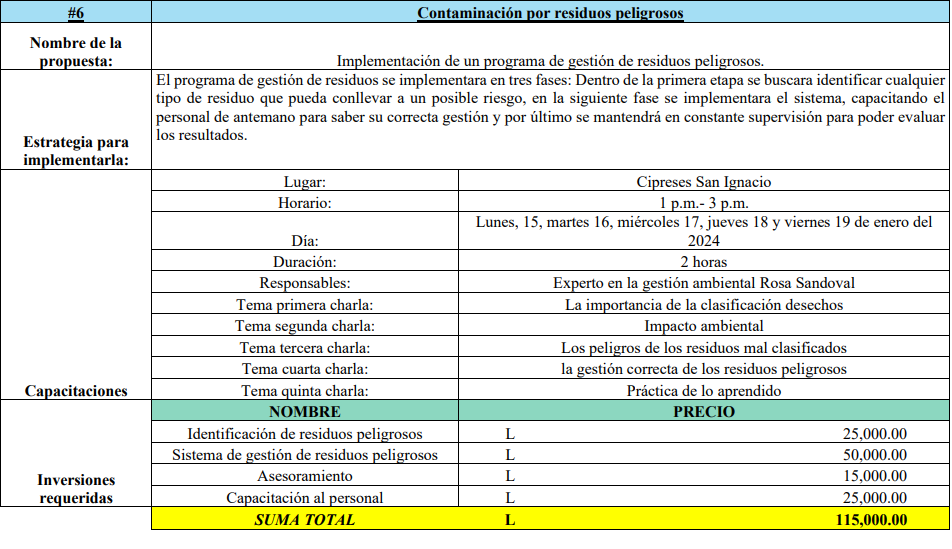 #6 Contaminación por residuos peligrosos
Nombre de la
propuesta:
Implementación de un programa de gestión de residuos peligrosos.
Estrategia para
implementarla:
El programa de gestión de residuos se implementara en tres fases: Dentro de la primera etapa se buscara identificar cualquier
tipo de residuo que pueda conllevar a un posible riesgo, en la siguiente fase se implementara el sistema, capacitando el
personal de antemano para saber su correcta gestión y por último se mantendrá en constante supervisión para poder evaluar
los resultados.
Capacitaciones
Lugar: Cipreses San Ignacio
Horario: 1 p.m.- 3 p.m.
Día: Lunes, 15, martes 16, miércoles 17, jueves 18 y viernes 19 de enero del
2024
Duración: 2 horas
Responsables: Experto en la gestión ambiental Rosa Sandoval
Tema primera charla: La importancia de la clasificación desechos
Tema segunda charla: Impacto ambiental
Tema tercera charla: Los peligros de los residuos mal clasificados
Tema cuarta charla: la gestión correcta de los residuos peligrosos
Tema quinta charla: Práctica de lo aprendido
Inversiones
requeridas
NOMBRE PRECIO
Identificación de residuos peligrosos L 25,000.00
Sistema de gestión de residuos peligrosos L 50,000.00
Asesoramiento L 15,000.00
Capacitación al personal L 25,000.00
SUMA TOTAL L 115,000.00